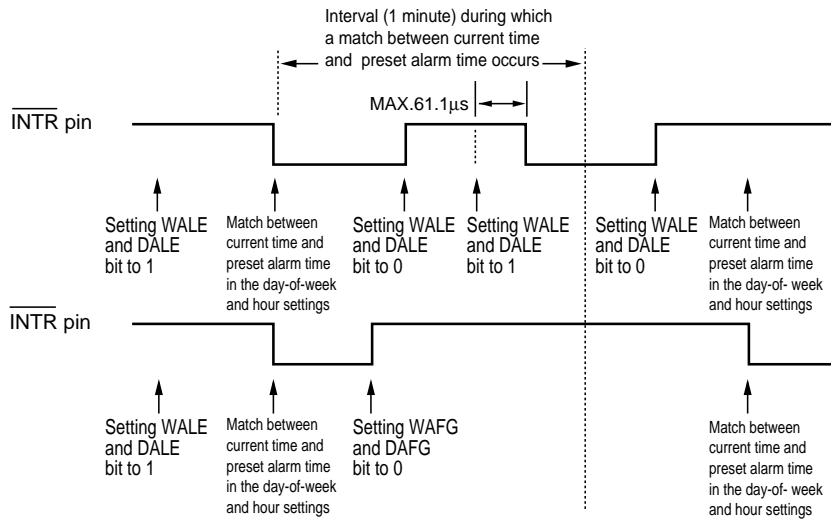 Interval (1 minute) during which
a match between current time
and preset alarm time occurs
MAX.61.1µs
INTR pin
Setting WALE
and DALE
bit to 1
Match between
current time and
preset alarm time
in the day-of-week
and hour settings
Setting WALE
and DALE
bit to 0
Setting WALE
and DALE
bit to 1
Setting WALE
and DALE
bit to 0
Match between
current time and
preset alarm time
in the day-of- week
and hour settings
INTR pin
Setting WALE
and DALE
bit to 1
Match between
current time and
preset alarm time
in the day-of-week
and hour settings
Setting WAFG
and DAFG
bit to 0
Match between
current time and
preset alarm time
in the day-of- week
and hour settings